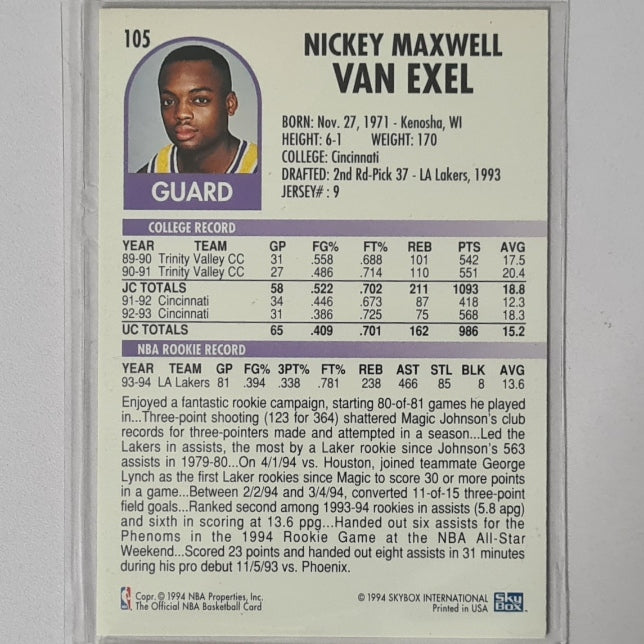 105
NICKEY MAXWELL
VAN EXEL
BORN: Nov. 27, 1971 - Kenosha, WI
HEIGHT: 6-1 WEIGHT: 170
COLLEGE: Cincinnati
DRAFTED: 2nd Rd-Pick 37 - LA Lakers, 1993
JERSEY# : 9
GUARD
COLLEGE RECORD
YEAR TEAM GP FG% FT% REB PTS AVG
89-90 Trinity Valley CC 31 .558 .688 101 542 17.5
90-91 Trinity Valley CC 27 .486 .714 110 551 20.4
JC TOTALS 58 .522 .702 211 1093 18.8
91-92 Cincinnati 34 .446 .673 87 418 12.3
92-93 Cincinnati 31 .386 .725 75 568 18.3
UC TOTALS 65 .409 .701 162 986 15.2
NBA ROOKIE RECORD
YEAR TEAM GP FG% 3PT% FT% REB AST STL BLK AVG
93-94 LA Lakers 81 .394 .338 .781 238 466 85 8 13.6
Enjoyed a fantastic rookie campaign, starting 80-of-81 games he played
in...Three-point shooting (123 for 364) shattered Magic Johnson's club
records for three-pointers made and attempted in a season...Led the
Lakers in assists, the most by a Laker rookie since Johnson's 563
assists in 1979-80...On 4/1/94 vs. Houston, joined teammate George
Lynch as the first Laker rookies since Magic to score 30 or more points
in a game...Between 2/2/94 and 3/4/94, converted 11-of-15 three-point
field goals...Ranked second among 1993-94 rookies in assists (5.8 apg)
and sixth in scoring at 13.6 ppg...Handed out six assists for the
Phenoms in the 1994 Rookie Game at the NBA All-Star
Weekend...Scored 23 points and handed out eight assists in 31 minutes
during his pro debut 11/5/93 vs. Phoenix.
Copr. © 1994 NBA Properties, Inc.
The Official NBA Basketball Card
© 1994 SKYBOX INTERNATIONAL
Printed in USA
SkyBox